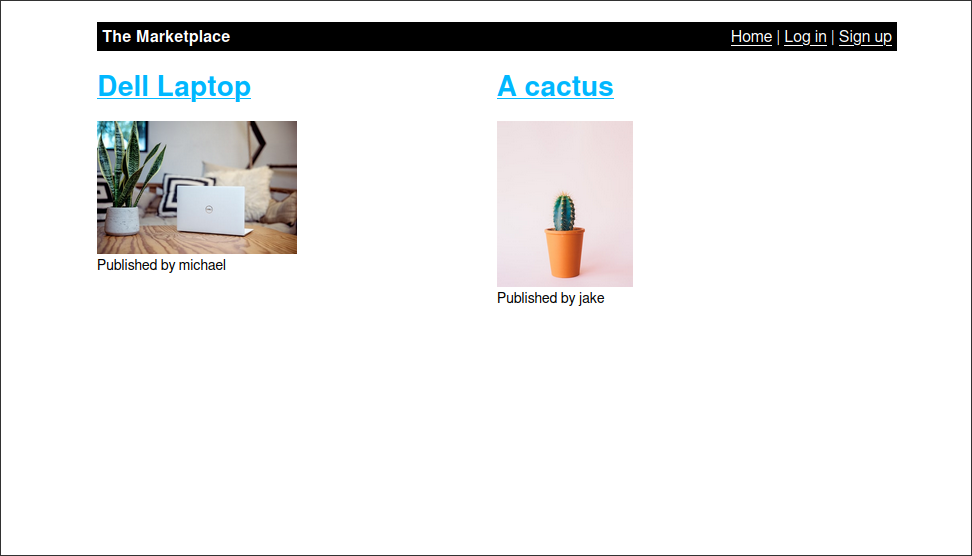 The Marketplace
Home | Log in | Sign up
Dell Laptop
A cactus
Published by michael
Published by jake